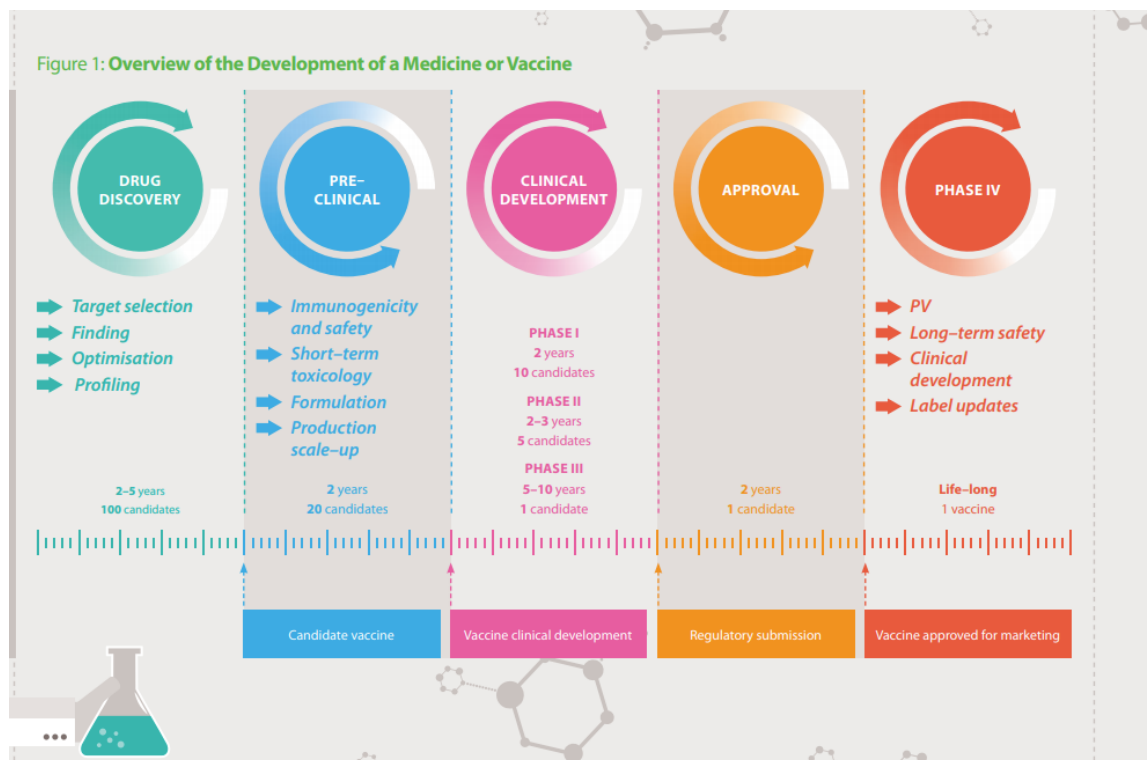 Figure 1: Overview of the Development of a Medicine or Vaccine
DRUG
DISCOVERY
Target selection
Finding
Optimisation
Profiling
2–5 years
100 candidates
PRE–
CLINICAL
Immunogenicity
and safety
Short–term
toxicology
Formulation
Production
scale–up
2 years
20 candidates
CLINICAL
DEVELOPMENT
PHASE I
2 years
10 candidates
PHASE II
2–3 years
5 candidates
PHASE III
5–10 years
1 candidate
APPROVAL
2 years
1 candidate
PHASE IV
PV
Long–term safety
Clinical
development
Label updates
Life–long
1 vaccine
Candidate vaccine
Vaccine clinical development
Regulatory submission
Vaccine approved for marketing